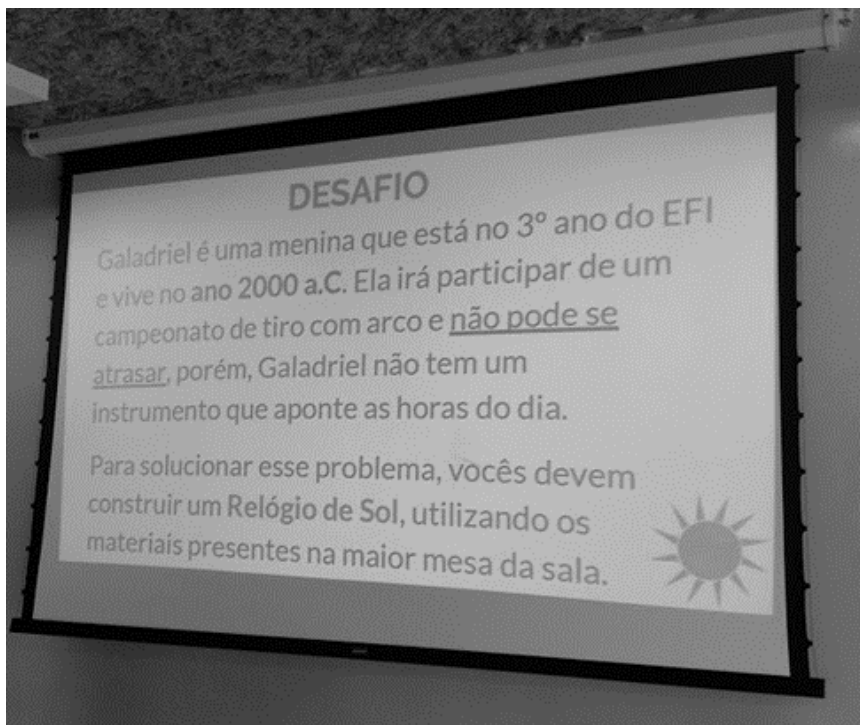 DESAFIO
Galadriel é uma menina que está no 3º ano do EFI
e vive no ano 2000 a.C. Ela irá participar de um
campeonato de tiro com arco e não pode se
atrasar, porém, Galadriel não tem um
instrumento que aponte as horas do dia.
Para solucionar esse problema, vocês devem
construir um Relógio de Sol, utilizando os
materiais presentes na maior mesa da sala.